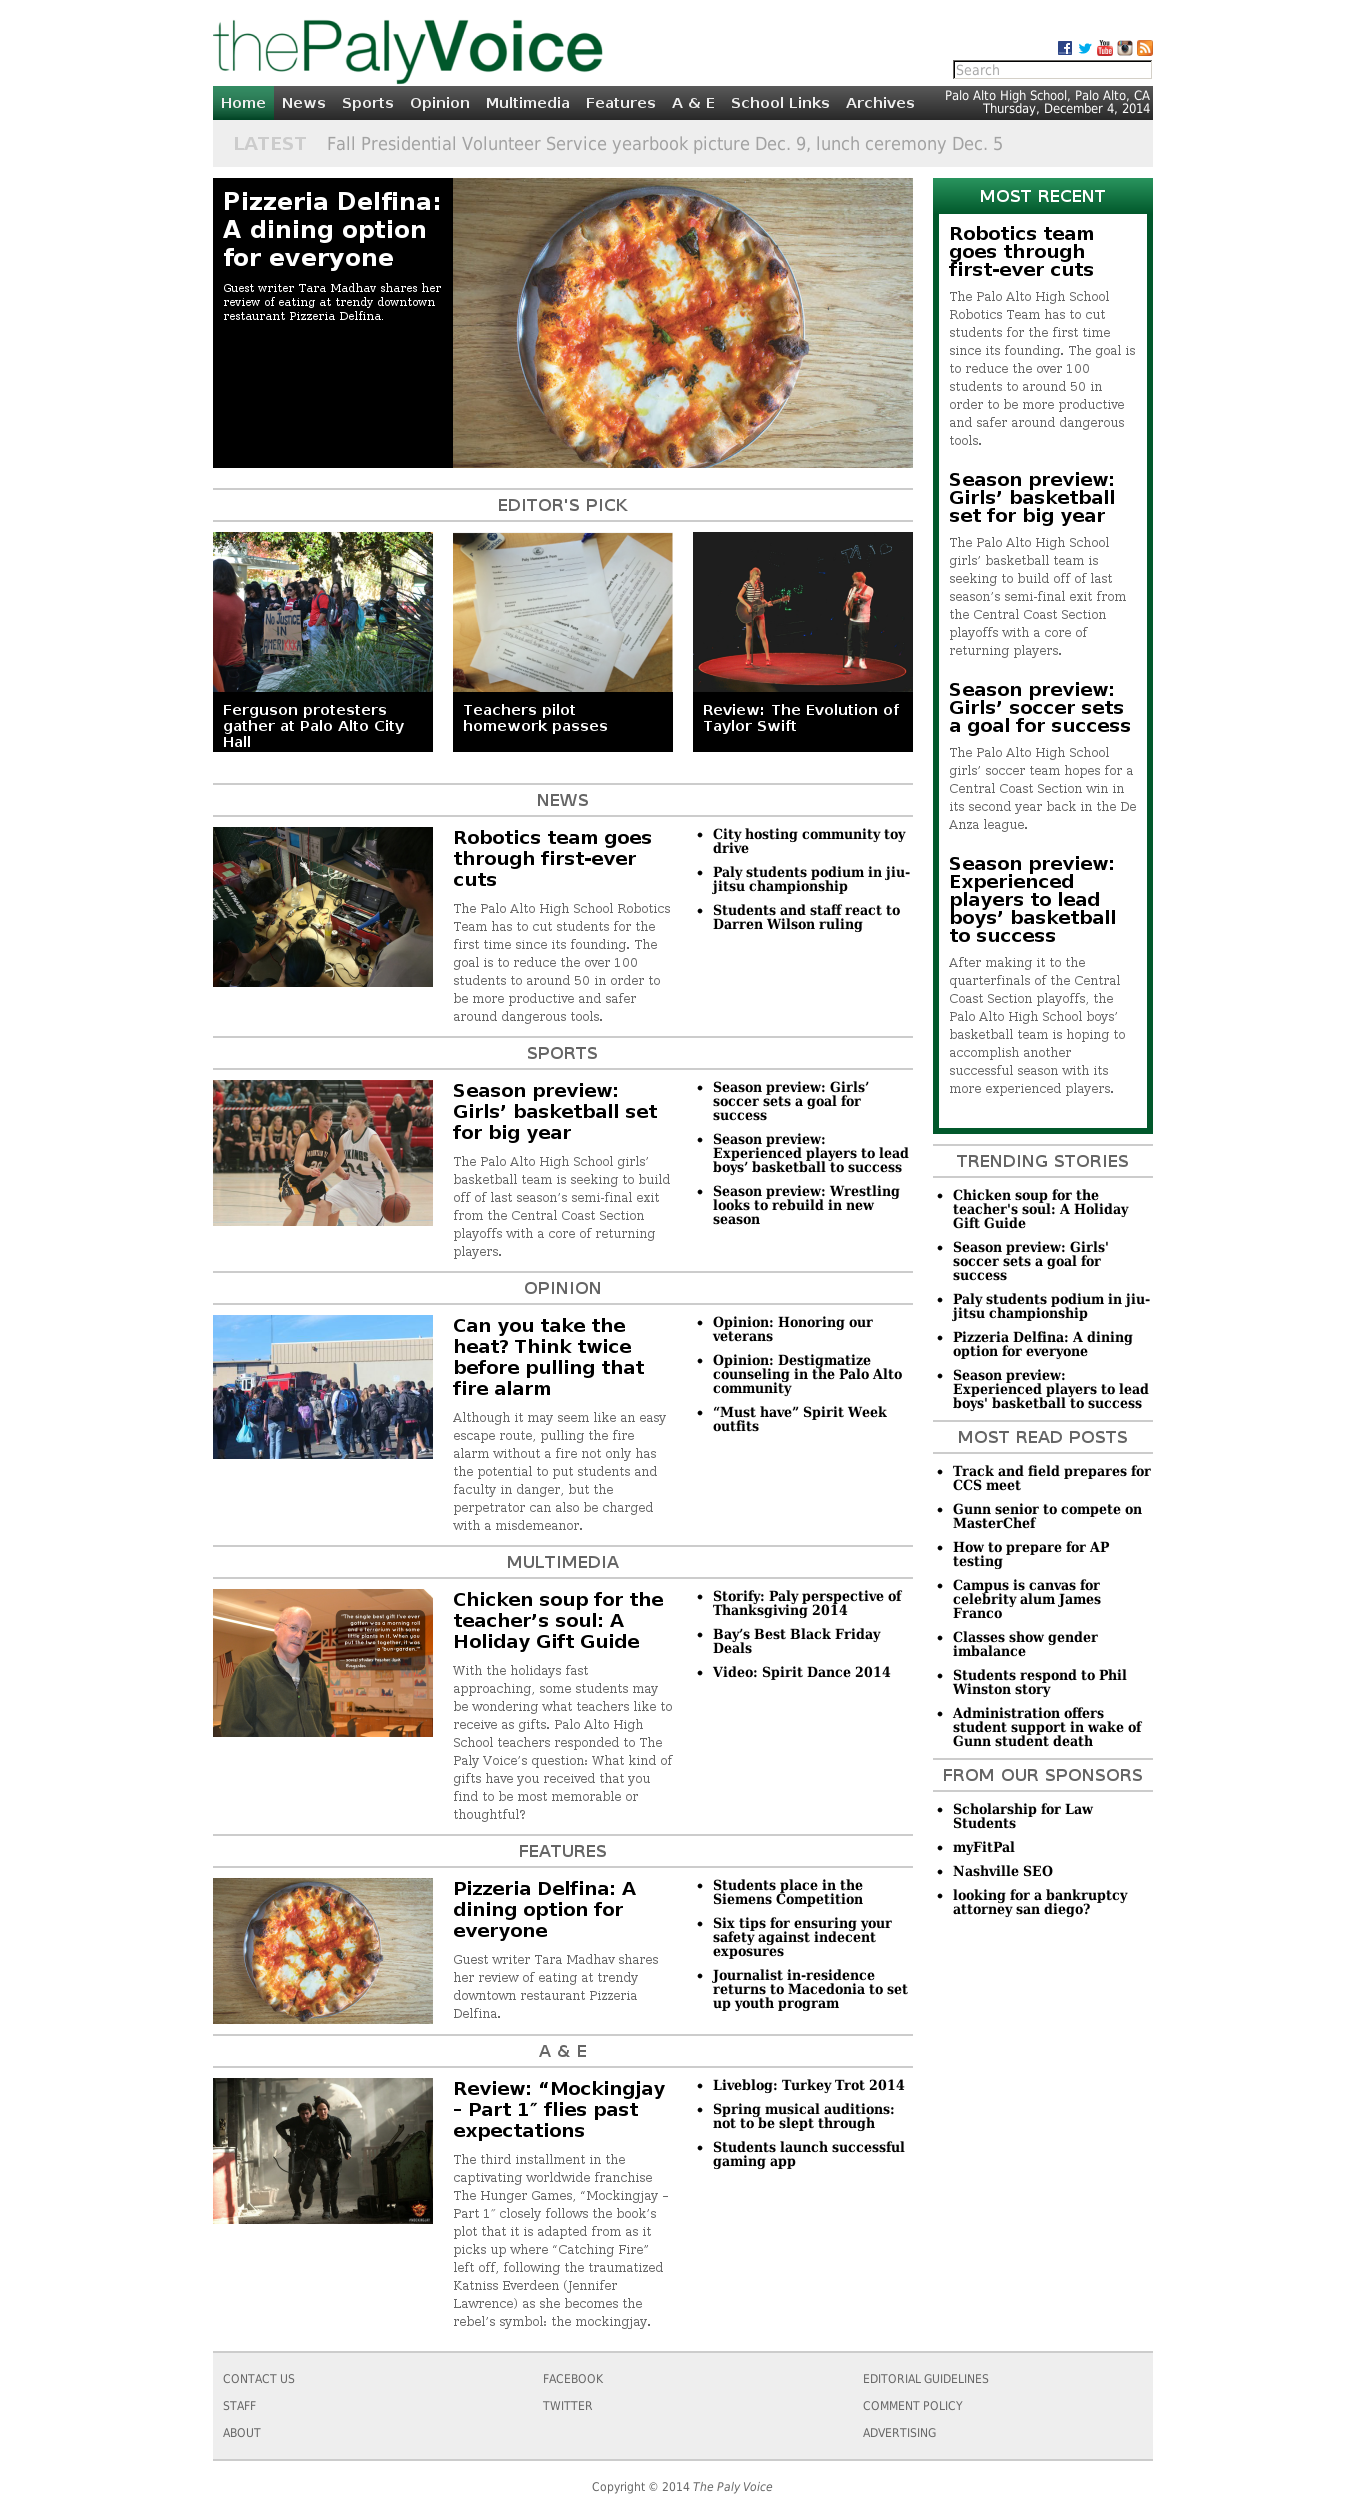 thePalyVoice
Search
Home News Sports Opinion Multimedia Features A & E School Links Archives
Palo Alto High School, Palo Alto, CA
Thursday, December 4, 2014
LATEST Fall Presidential Volunteer Service yearbook picture Dec. 9, lunch ceremony Dec. 5
Pizzeria Delfina:
A dining option
for everyone
Guest writer Tara Madhav shares her
review of eating at trendy downtown
restaurant Pizzeria Delfina.
EDITOR'S PICK
No Justice
IN
AMERIKKKA
Ferguson protesters
gather at Palo Alto City
Hall
Teachers pilot
homework passes
Review: The Evolution of
Taylor Swift
NEWS
Robotics team goes
through first-ever
cuts
The Palo Alto High School Robotics
Team has to cut students for the
first time since its founding. The
goal is to reduce the over 100
students to around 50 in order to
be more productive and safer
around dangerous tools.
• City hosting community toy
drive
• Paly students podium in jiu-
jitsu championship
• Students and staff react to
Darren Wilson ruling
SPORTS
Season preview:
Girls’ basketball set
for big year
The Palo Alto High School girls’
basketball team is seeking to build
off of last season’s semi-final exit
from the Central Coast Section
playoffs with a core of returning
players.
• Season preview: Girls’
soccer sets a goal for
success
• Season preview:
Experienced players to lead
boys’ basketball to success
• Season preview: Wrestling
looks to rebuild in new
season
OPINION
Can you take the
heat? Think twice
before pulling that
fire alarm
Although it may seem like an easy
escape route, pulling the fire
alarm without a fire not only has
the potential to put students and
faculty in danger, but the
perpetrator can also be charged
with a misdemeanor.
• Opinion: Honoring our
veterans
• Opinion: Destigmatize
counseling in the Palo Alto
community
• “Must have” Spirit Week
outfits
MULTIMEDIA
"The single best gift I've ever
gotten was a morning room
and a terrarium with some
little plants in it. When you
put the two together, it was
a 'bun-garden.'"
Chicken soup for the
teacher’s soul: A
Holiday Gift Guide
With the holidays fast
approaching, some students may
be wondering what teachers like to
receive as gifts. Palo Alto High
School teachers responded to The
Paly Voice’s question: What kind of
gifts have you received that you
find to be most memorable or
thoughtful?
• Storify: Paly perspective of
Thanksgiving 2014
• Bay’s Best Black Friday
Deals
• Video: Spirit Dance 2014
FEATURES
Pizzeria Delfina: A
dining option for
everyone
Guest writer Tara Madhav shares
her review of eating at trendy
downtown restaurant Pizzeria
Delfina.
• Students place in the
Siemens Competition
• Six tips for ensuring your
safety against indecent
exposures
• Journalist in-residence
returns to Macedonia to set
up youth program
A & E
Review: “Mockingjay
– Part 1″ flies past
expectations
The third installment in the
captivating worldwide franchise
The Hunger Games, “Mockingjay –
Part 1″ closely follows the book’s
plot that it is adapted from as it
picks up where “Catching Fire”
left off, following the traumatized
Katniss Everdeen (Jennifer
Lawrence) as she becomes the
rebel’s symbol: the mockingjay.
• Liveblog: Turkey Trot 2014
• Spring musical auditions:
not to be slept through
• Students launch successful
gaming app
MOST RECENT
Robotics team
goes through
first-ever cuts
The Palo Alto High School
Robotics Team has to cut
students for the first time
since its founding. The goal is
to reduce the over 100
students to around 50 in
order to be more productive
and safer around dangerous
tools.
Season preview:
Girls’ basketball
set for big year
The Palo Alto High School
girls’ basketball team is
seeking to build off of last
season’s semi-final exit from
the Central Coast Section
playoffs with a core of
returning players.
Season preview:
Girls’ soccer sets
a goal for success
The Palo Alto High School
girls’ soccer team hopes for a
Central Coast Section win in
its second year back in the De
Anza league.
Season preview:
Experienced
players to lead
boys’ basketball
to success
After making it to the
quarterfinals of the Central
Coast Section playoffs, the
Palo Alto High School boys’
basketball team is hoping to
accomplish another
successful season with its
more experienced players.
TRENDING STORIES
• Chicken soup for the
teacher's soul: A Holiday
Gift Guide
• Season preview: Girls'
soccer sets a goal for
success
• Paly students podium in jiu-
jitsu championship
• Pizzeria Delfina: A dining
option for everyone
• Season preview:
Experienced players to lead
boys' basketball to success
MOST READ POSTS
• Track and field prepares for
CCS meet
• Gunn senior to compete on
MasterChef
• How to prepare for AP
testing
• Campus is canvas for
celebrity alum James
Franco
• Classes show gender
imbalance
• Students respond to Phil
Winston story
• Administration offers
student support in wake of
Gunn student death
FROM OUR SPONSORS
• Scholarship for Law
Students
• myFitPal
• Nashville SEO
• looking for a bankruptcy
attorney san diego?
CONTACT US
STAFF
ABOUT
FACEBOOK
TWITTER
EDITORIAL GUIDELINES
COMMENT POLICY
ADVERTISING
Copyright © 2014 The Paly Voice